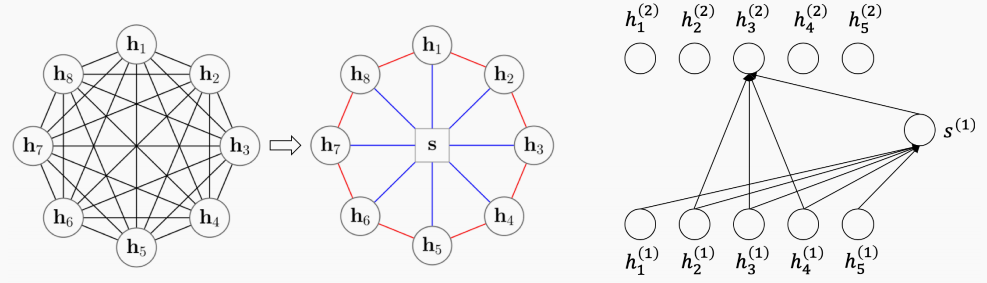 h₁
h₂
h₃
h₄
h₅
h₆
h₇
h₈
h₁
h₂
h₃
h₄
h₅
h₆
h₇
h₈
s
h₁⁽²⁾ h₂⁽²⁾ h₃⁽²⁾ h₄⁽²⁾ h₅⁽²⁾
s⁽¹⁾
h₁⁽¹⁾ h₂⁽¹⁾ h₃⁽¹⁾ h₄⁽¹⁾ h₅⁽¹⁾